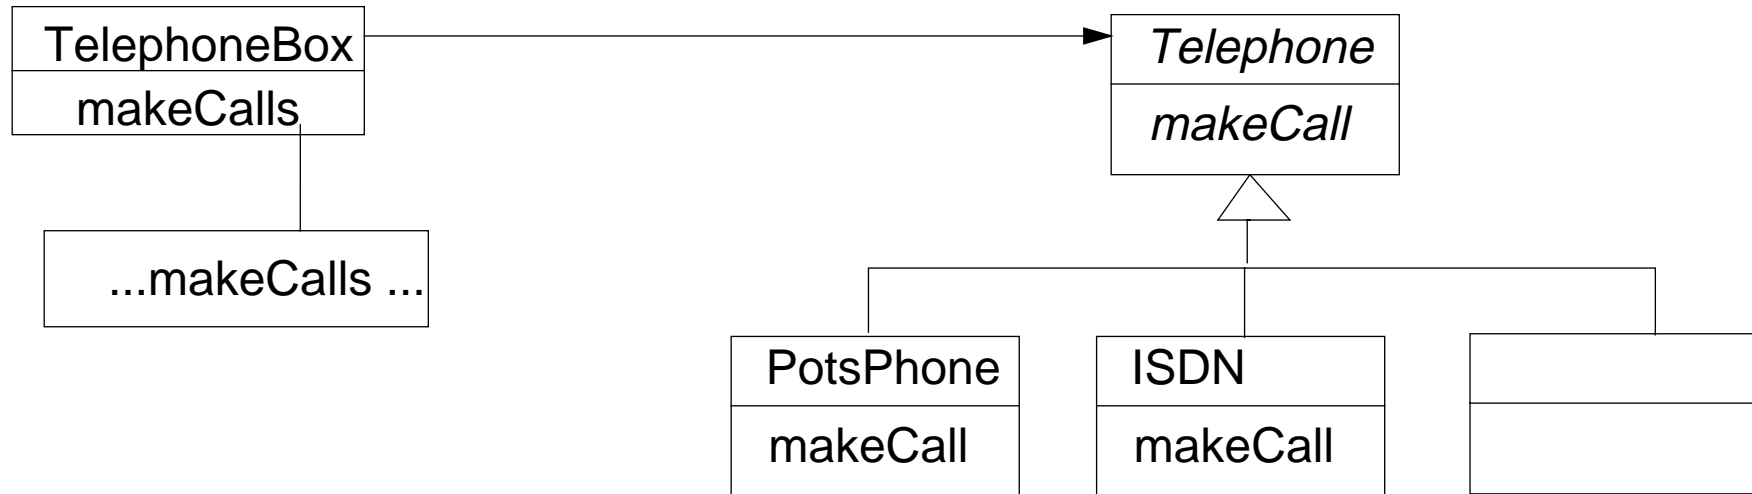 TelephoneBox
makeCalls
...makeCalls ...
Telephone
makeCall
PotsPhone
makeCall
ISDN
makeCall